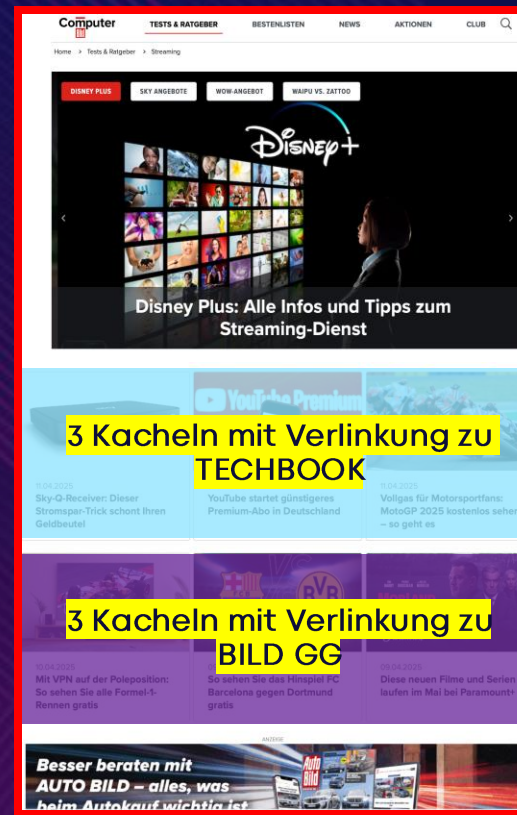 Computer
Bild
TESTS & RATGEBER
BESTENLISTEN
NEWS
AKTIONEN
CLUB
Home > Tests & Ratgeber > Streaming
DISNEY PLUS
SKY ANGEBOTE
WOW-ANGEBOT
WAIPU VS. ZATTOO
Disney+
Disney Plus: Alle Infos und Tipps zum
Streaming-Dienst
YouTube Premium
3 Kacheln mit Verlinkung zu
TECHBOOK
11.04.2025
Sky-Q-Receiver: Dieser
Stromspar-Trick schont Ihren
Geldbeutel
YouTube startet günstigeres
Premium-Abo in Deutschland
11.04.2025
Voligas für Motorsportfans:
MotoGP 2025 kostenlos sehen
– so geht es
BVB
3 Kacheln mit Verlinkung zu
BILD GG
10.04.2025
Mit VPN auf der Poleposition:
So sehen Sie alle Formel-1-
Rennen gratis
So sehen Sie das Hinspiel FC
Barcelona gegen Dortmund
gratis
09.04.2025
Diese neuen Filme und Serien
laufen im Mai bei Paramount+
ANZEIGE
Besser beraten mit
AUTO BILD – alles, was
beim Autokauf wichtig ist
Auto
Bild